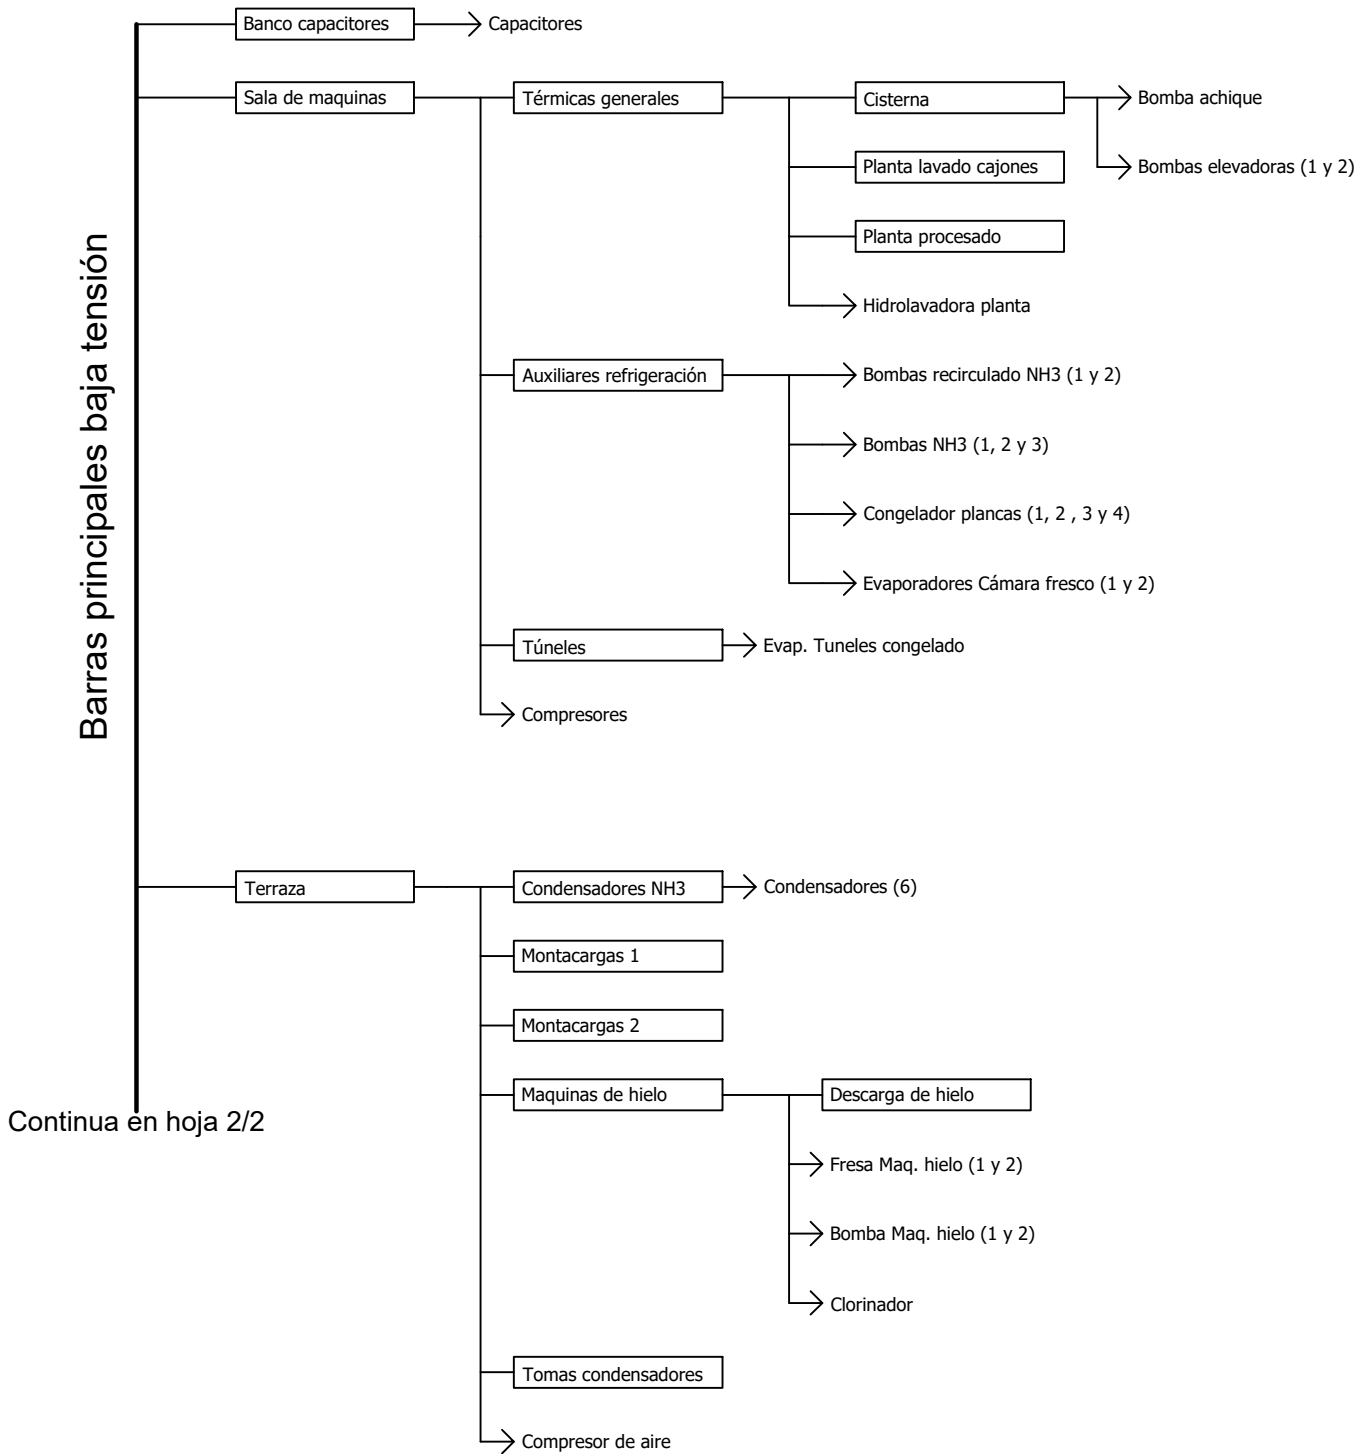 Banco capacitores
Capacitores
Sala de maquinas
Térmicas generales
Cisterna
Bomba achique
Planta lavado cajones
Bombas elevadoras (1 y 2)
Planta procesado
Hidrolavadora planta
Auxiliares refrigeración
Bombas recirculado NH3 (1 y 2)
Bombas NH3 (1, 2 y 3)
Congelador plancas (1, 2 , 3 y 4)
Evaporadores Cámara fresco (1 y 2)
Túneles
Evap. Tuneles congelado
Compresores
Barras principales baja tensión
Terraza
Condensadores NH3
Condensadores (6)
Montacargas 1
Montacargas 2
Maquinas de hielo
Descarga de hielo
Continua en hoja 2/2
Fresa Maq. hielo (1 y 2)
Bomba Maq. hielo (1 y 2)
Clorinador
Tomas condensadores
Compresor de aire